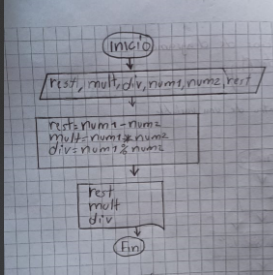 Inicio
rest, mult, div, num1, num2, rest
rest=num1-num2
mult=num1*num2
div=num1%num2
rest
mult
div
Fin